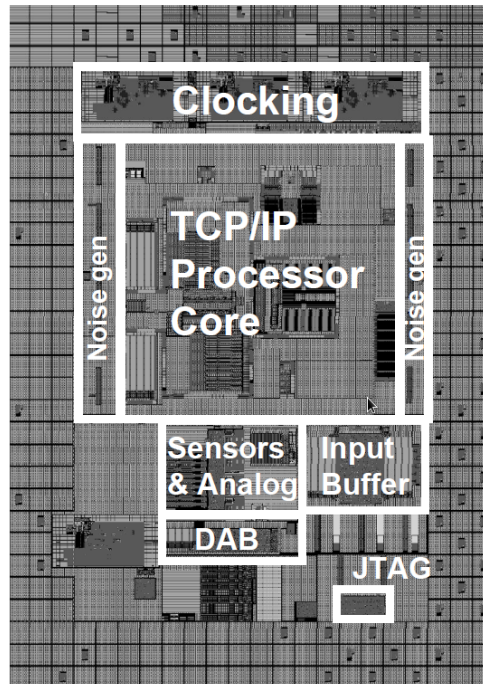 Clocking
Noise gen
TCP/IP
Processor
Core
Noise gen
Sensors
& Analog
Input
Buffer
DAB
JTAG